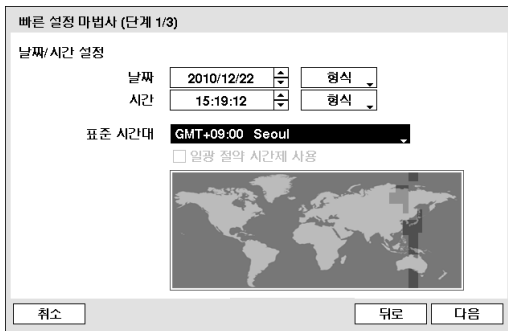 빠른 설정 마법사 (단계 1/3)
날짜/시간 설정
날짜 2010/12/22 형식
시간 15:19:12 형식
표준 시간대 GMT+09:00 Seoul
일광 절약 시간제 사용
취소 뒤로 다음